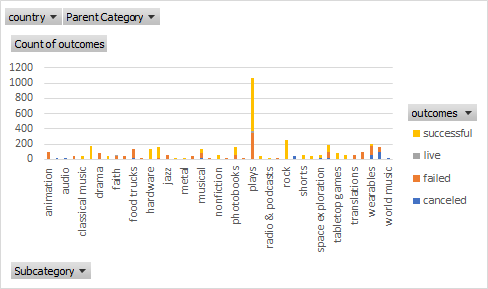 country Parent Category
Count of outcomes
1200
1000
800
600
400
200
0
animation
audio
classical music
drama
faith
food trucks
hardware
jazz
metal
musical
nonfiction
photobooks
plays
radio & podcasts
rock
shorts
space exploration
tabletop games
translations
wearables
world music
outcomes
successful
live
failed
canceled
Subcategory